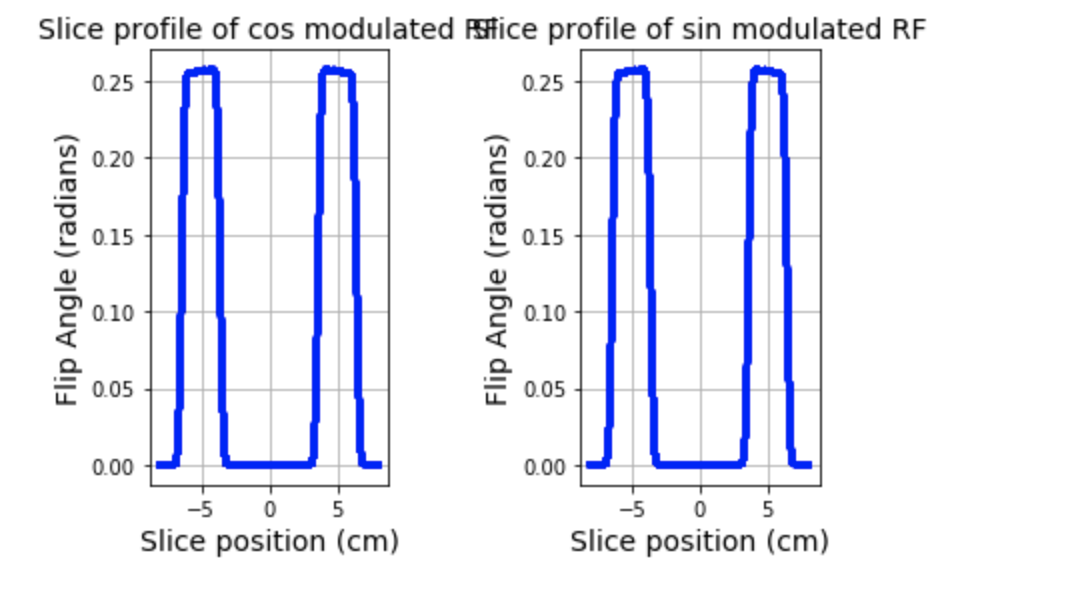 Slice profile of cos modulated RF
Slice profile of sin modulated RF
Flip Angle (radians)
0.25
0.20
0.15
0.10
0.05
0.00
−5 0 5
Slice position (cm)
Flip Angle (radians)
0.25
0.20
0.15
0.10
0.05
0.00
−5 0 5
Slice position (cm)